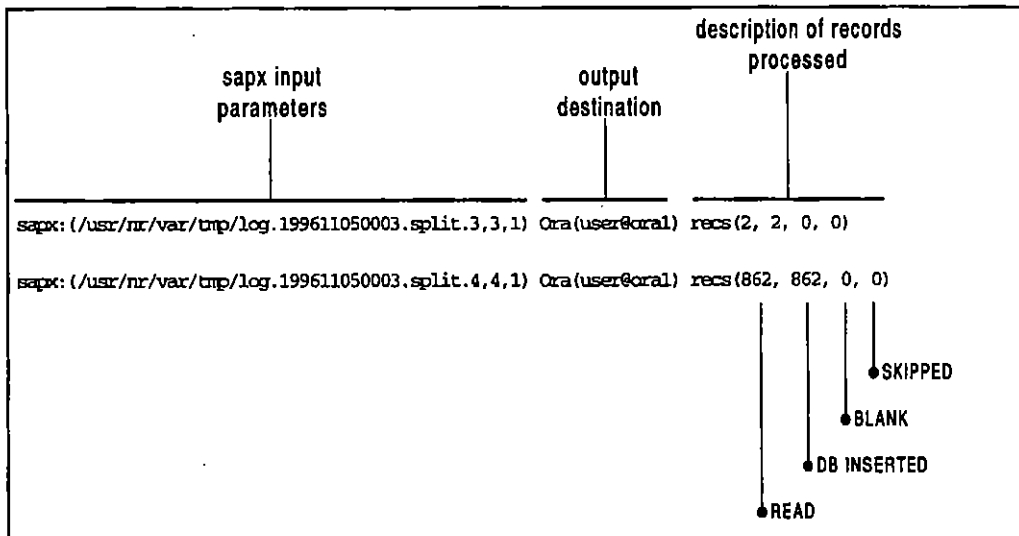 description of records
processed
sapx input
parameters
output
destination
sapx:(/usr/nr/var/tmp/log.199611050003.split.3,3,1) Ora(user@ora1) recs(2, 2, 0, 0)
sapx:(/usr/nr/var/tmp/log.199611050003.split.4,4,1) Ora(user@ora1) recs(862, 862, 0, 0)
SKIPPED
BLANK
DB INSERTED
READ